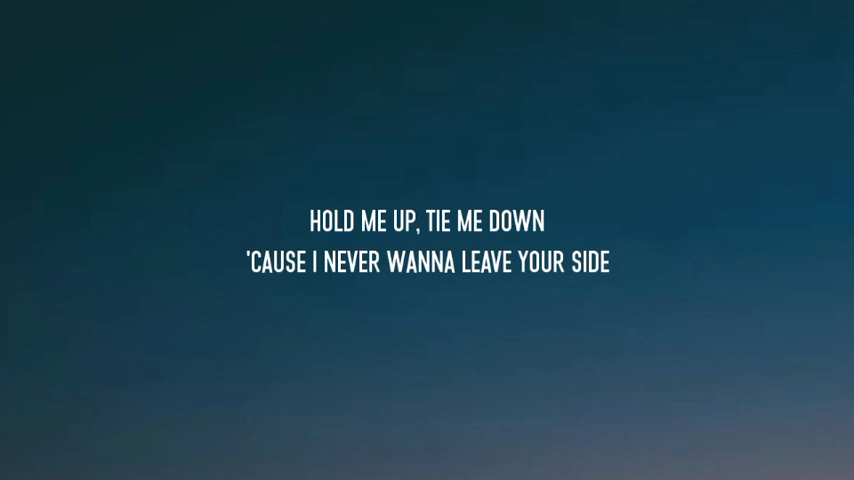 HOLD ME UP, TIE ME DOWN
'CAUSE I NEVER WANNA LEAVE YOUR SIDE